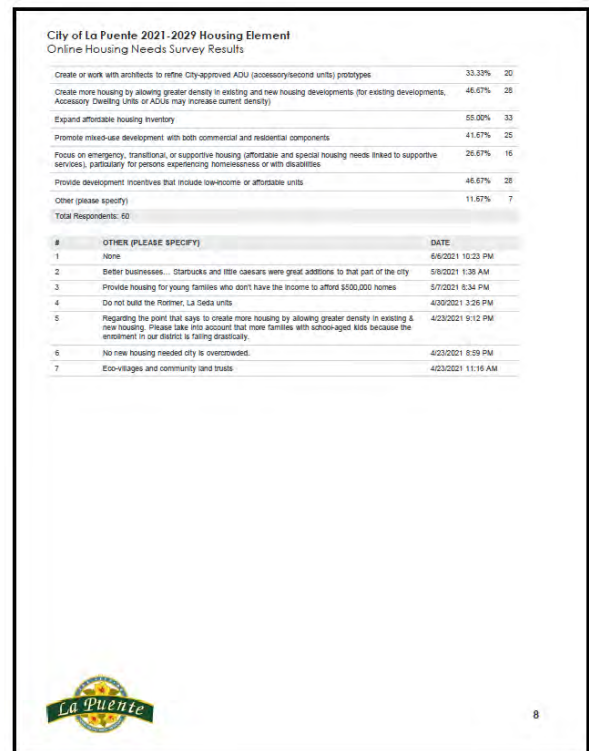 City of La Puente 2021-2029 Housing Element
Online Housing Needs Survey Results
Create or work with architects to refine City-approved ADU (accessory/second units) prototypes 33.33% 20
Create more housing by allowing greater density in existing and new housing developments (for existing developments, 46.67% 28
Accessory Dwelling Units or ADUs may increase current density)
Expand affordable housing inventory 55.00% 33
Promote mixed-use development with both commercial and residential components 41.67% 25
Focus on emergency, transitional, or supportive housing (affordable and special housing needs linked to supportive 26.67% 16
services), particularly for persons experiencing homelessness or with disabilities
Provide development incentives that include low-income or affordable units 46.67% 28
Other (please specify) 11.67% 7
Total Respondents: 60
# OTHER (PLEASE SPECIFY) DATE
1 None 6/6/2021 10:23 PM
2 Better businesses... Starbucks and little caesars were great additions to that part of the city 5/8/2021 1:38 AM
3 Provide housing for young families who don't have the income to afford $500,000 homes 5/7/2021 6:34 PM
4 Do not build the Rorimer, La Seda units 4/30/2021 3:26 PM
5 Regarding the point that says to create more housing by allowing greater density in existing & 4/23/2021 9:12 PM
new housing. Please take into account that more families with school-aged kids because the
enrollment in our district is falling drastically.
6 No new housing needed city is overcrowded. 4/23/2021 8:59 PM
7 Eco-villages and community land trusts 4/23/2021 11:16 AM
La Puente
8